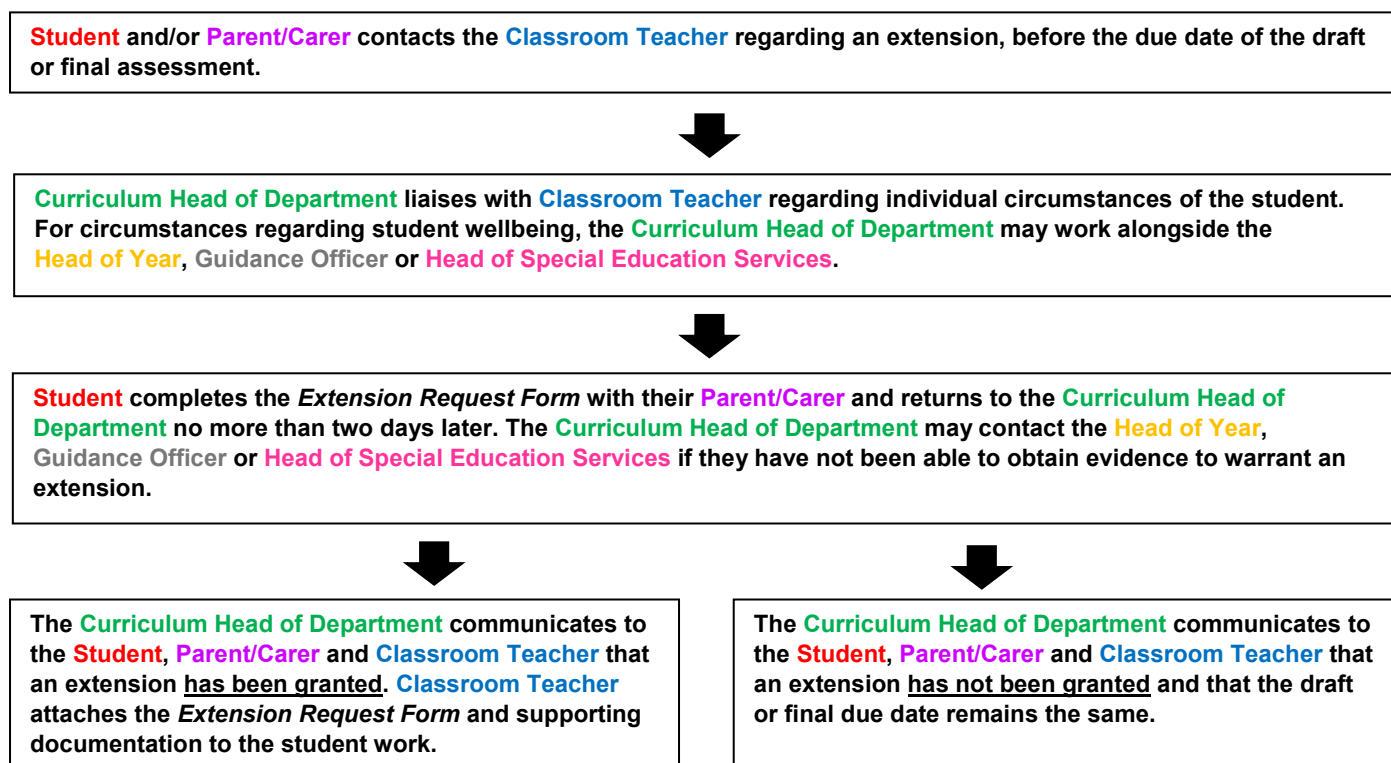 Student and/or Parent/Carer contacts the Classroom Teacher regarding an extension, before the due date of the draft
or final assessment.
Curriculum Head of Department liaises with Classroom Teacher regarding individual circumstances of the student.
For circumstances regarding student wellbeing, the Curriculum Head of Department may work alongside the
Head of Year, Guidance Officer or Head of Special Education Services.
Student completes the Extension Request Form with their Parent/Carer and returns to the Curriculum Head of
Department no more than two days later. The Curriculum Head of Department may contact the Head of Year,
Guidance Officer or Head of Special Education Services if they have not been able to obtain evidence to warrant an
extension.
The Curriculum Head of Department communicates to
the Student, Parent/Carer and Classroom Teacher that
an extension has been granted. Classroom Teacher
attaches the Extension Request Form and supporting
documentation to the student work.
The Curriculum Head of Department communicates to
the Student, Parent/Carer and Classroom Teacher that
an extension has not been granted and that the draft
or final due date remains the same.